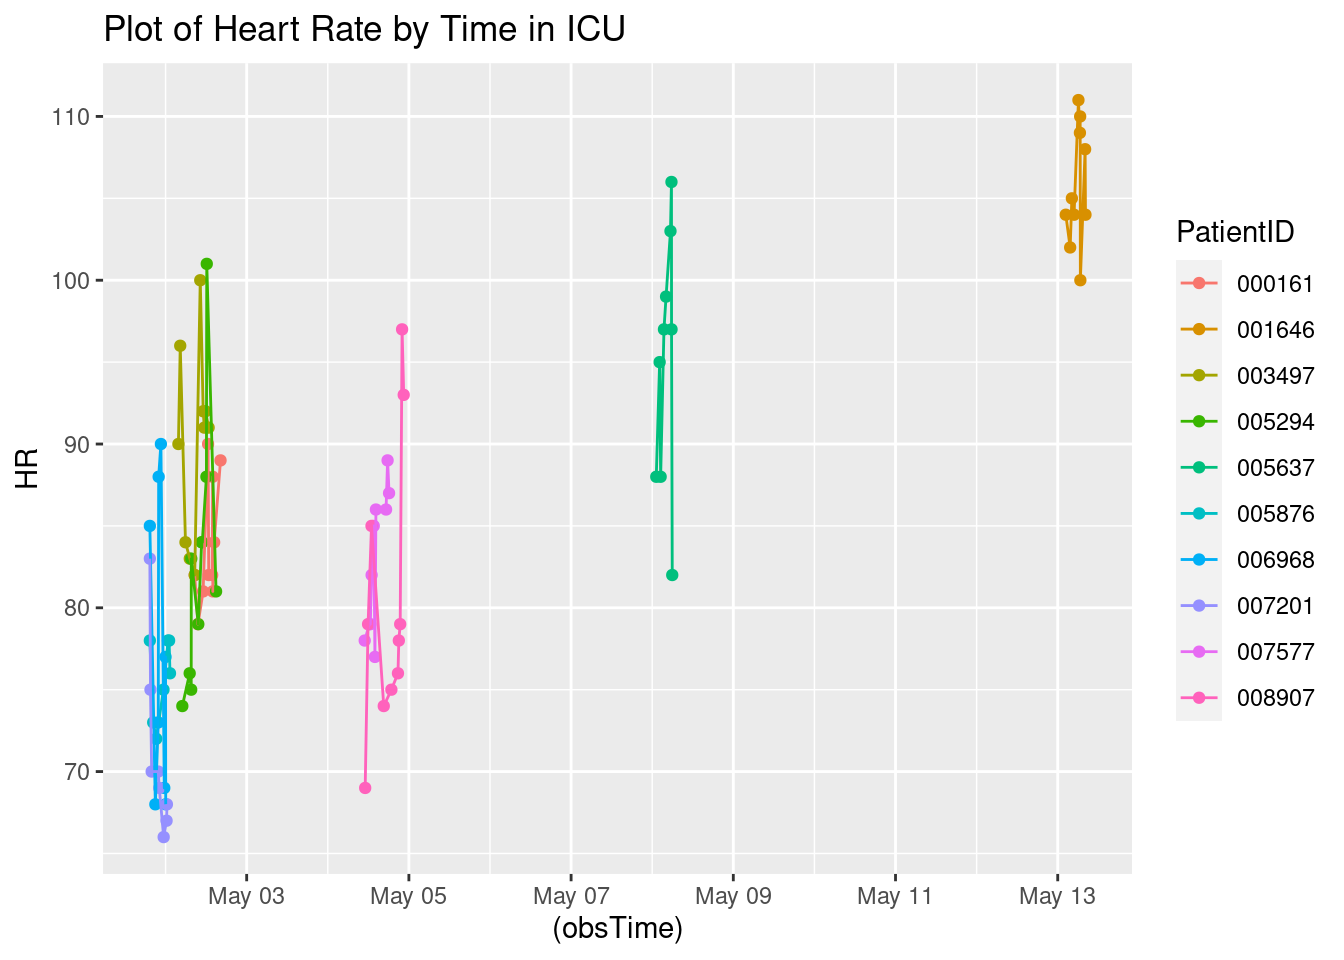 Plot of Heart Rate by Time in ICU
110
100
90
80
70
HR
May 03
May 05
May 07
May 09
May 11
May 13
(obsTime)
PatientID
000161
001646
003497
005294
005637
005876
006968
007201
007577
008907